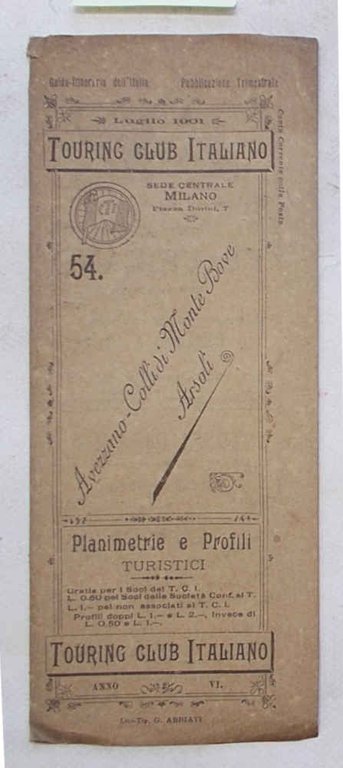 Guida-Itinerario dell'Italia Pubblicazione Trimestrale
Luglio 1901
Conto Corrente colla Posta
TOURING CLUB ITALIANO
SEDE CENTRALE
MILANO
Piazza Durini, 7
54.
Avezzano-Colli di Monte Bove
Arsoli
Planimetrie e Profili
TURISTICI
Gratis per i Soci del T. C. I.
L. 0.50 pei Soci delle Società Conf. al T.
L. 1,– pei non associati al T. C. I.
Profili doppi L. 1,– e L. 2,–, invece di
L. 0,50 e L. 1,–.
TOURING CLUB ITALIANO
ANNO VI.
Lito-Tip. G. ABBIATI